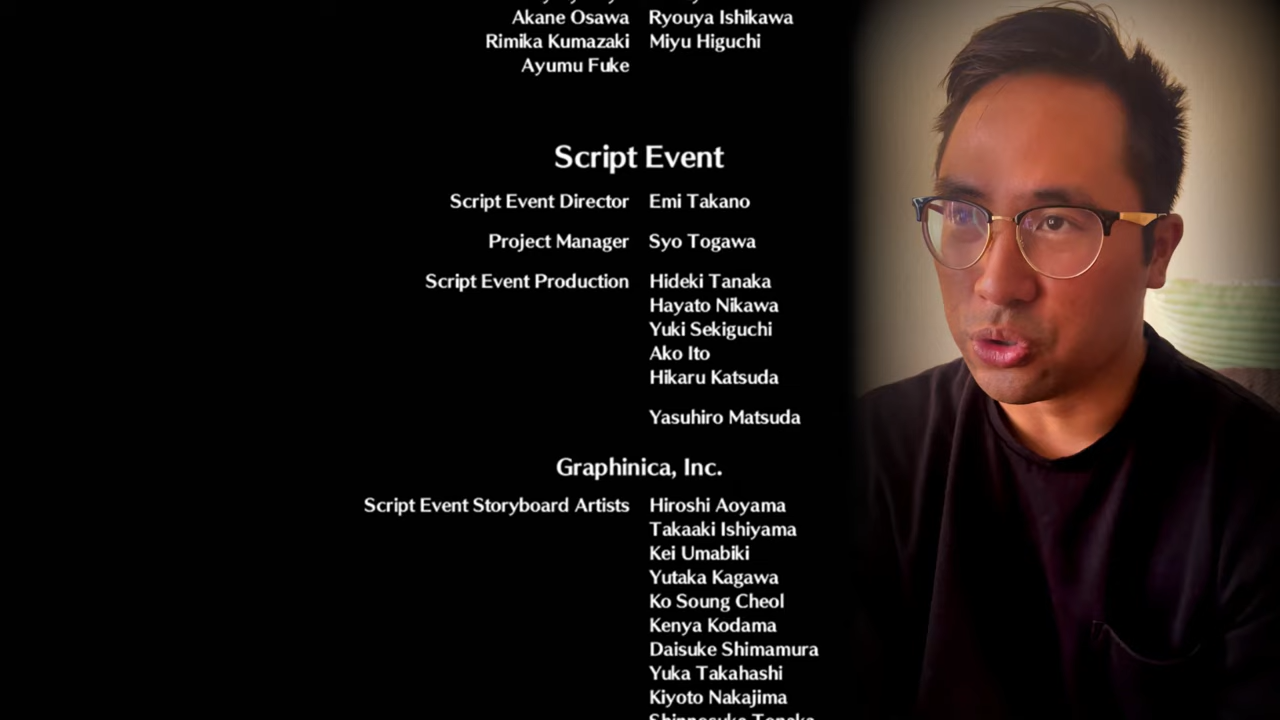 Akane Osawa Ryouya Ishikawa
Rimika Kumazaki Miyu Higuchi
Ayumu Fuke
Script Event
Script Event Director Emi Takano
Project Manager Syo Togawa
Script Event Production Hideki Tanaka
Hayato Nikawa
Yuki Sekiguchi
Ako Ito
Hikaru Katsuda
Yasuhiro Matsuda
Graphinica, Inc.
Script Event Storyboard Artists Hiroshi Aoyama
Takaaki Ishiyama
Kei Umabiki
Yutaka Kagawa
Ko Soung Cheol
Kenya Kodama
Daisuke Shimamura
Yuka Takahashi
Kiyoto Nakajima